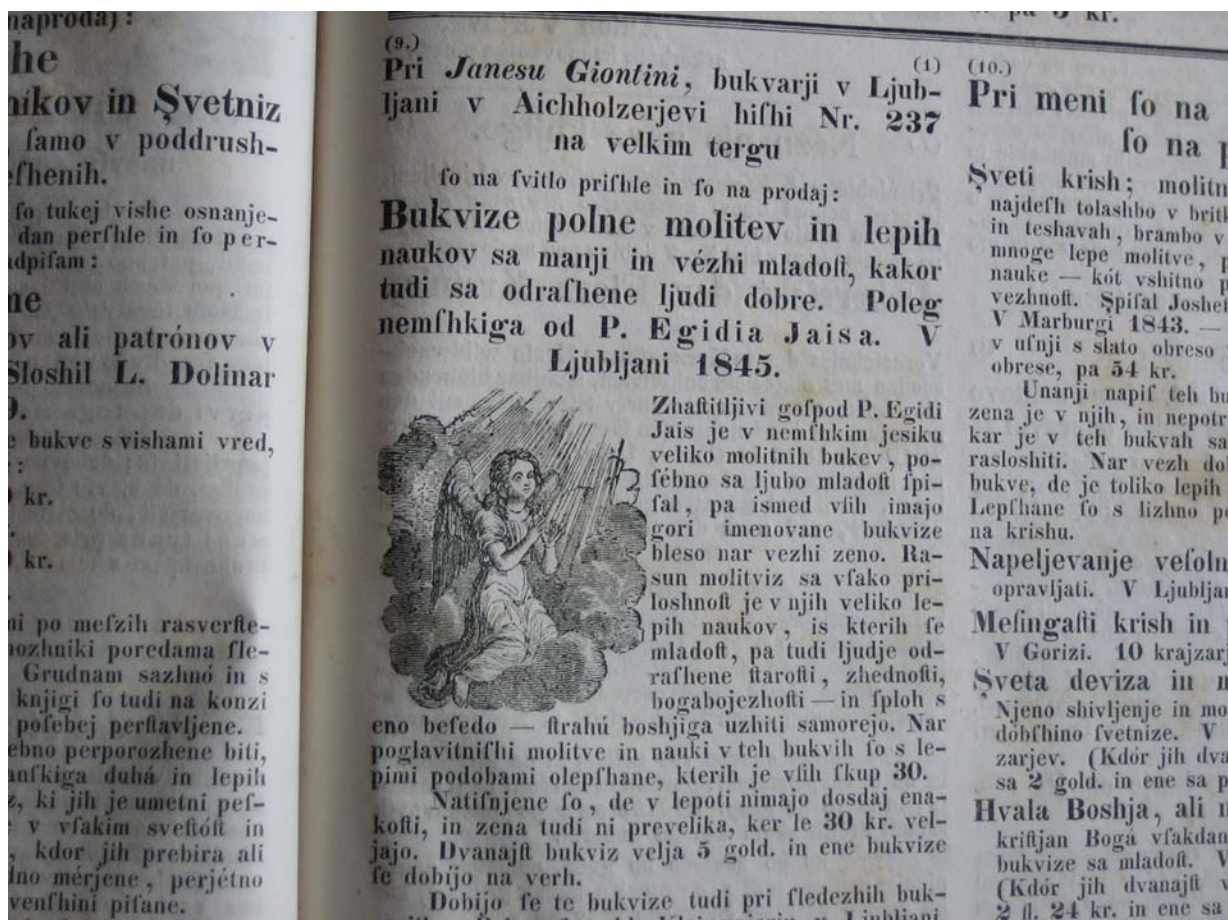 naprodaj:
he
nikov in Şvetniz
ſamo v poddrush-
eſhenih.
ſo tukej vishe osnanje-
dan perſhle in ſo per-
dpiſam:
me
ov ali patrónov v
Sloshil L. Dolinar
9.
bukve s vishami vred,
:
kr.
kr.
ni po meſzih rasverſte-
ozhniki poredama ſle-
Grudnam sazhnó in s
knjigi ſo tudi na konzi
poſebej perſtavljene.
ebno perporozhene biti,
anſkiga duhá in lepih
z, ki jih je umetni peſ-
v vſakim sveſtóſt in
, kdor jih prebira ali
lno mérjene, perjétno
venſhini piſane.
(9.) (1)
Pri Janesu Giontini, bukvarji v Ljub-
ljani v Aichholzerjevi hiſhi Nr. 237
na velkim tergu
ſo na ſvitlo priſhle in ſo na prodaj:
Bukvize polne molitev in lepih
naukov sa manji in vézhi mladoſt, kakor
tudi sa odraſhene ljudi dobre. Poleg
nemſhkiga od P. Egidia Jaisa. V
Ljubljani 1845.
Zhaſtitljivi goſpod P. Egidi
Jais je v nemſhkim jesiku
veliko molitnih bukev, po-
ſébno sa ljubo mladoſt ſpi-
ſal, pa ismed vſih imajo
gori imenovane bukvize
bleso nar vezhi zeno. Ra-
sun molitviz sa vſako pri-
loshnoſt je v njih veliko le-
pih naukov, is kterih ſe
mladoſt, pa tudi ljudje od-
raſhene ſtaroſti, zhednoſti,
bogabojezhoſti — in ſploh s
eno beſedo — ſtrahú boshjiga uzhiti samorejo. Nar
poglavitniſhi molitve in nauki v teh bukvih ſo s le-
pimi podobami olepſhane, kterih je vſih ſkup 30.
Natiſnjene ſo, de v lepoti nimajo dosdaj ena-
koſti, in zena tudi ni prevelika, ker le 30 kr. vel-
jajo. Dvanajſt bukviz velja 5 gold. in ene bukvize
ſe dobíjo na verh.
Dobijo ſe te bukvize tudi pri ſledezhih buk-
pa 5 kr.
(10.)
Pri meni ſo na
ſo na p
Şveti krish; molitn
najdeſh tolashbo v britk
in teshavah, brambo v
mnoge lepe molitve, p
nauke — kót vshitno p
vezhnoſt. Şpiſal Joshef
V Marburgi 1843. —
v uſnji s slato obreso
obrese, pa 54 kr.
Unanji napiſ teh bu
zena je v njih, in nepotr
kar je v teh bukvah sa
rasloshiti. Nar vezh dol
bukve, de je toliko lepih
Lepſhane ſo s lizhno po
na krishu.
Napeljevanje veſoln
opravljati. V Ljublja
Meſingaſti krish in
V Gorizi. 10 krajzarj
Şveta deviza in m
Njeno shivljenje in mo
dóbſhino ſvetnize. V
zarjev. (Kdór jih dva
sa 2 gold. in ene sa p
Hvala Boshja, ali
kriſtjan Bogá vſakdan
bukvize sa mladoſt. V
(Kdór jih dvanajſt v
2 fl. 24 kr. in ene sa